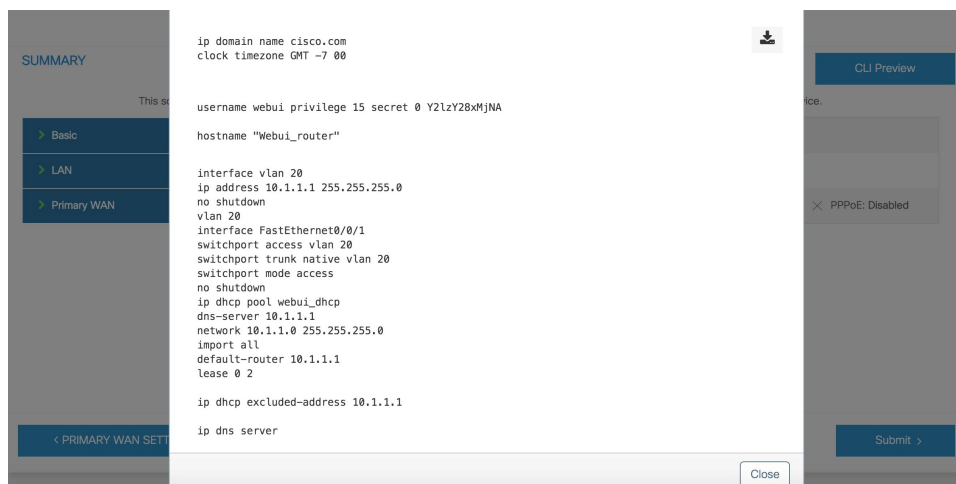 SUMMARY
CLI Preview
This
vice.
> Basic
> LAN
> Primary WAN
PPPoE: Disabled
ip domain name cisco.com
clock timezone GMT -7 00
username webui privilege 15 secret 0 Y2lzY28xMjNA
hostname "Webui_router"
interface vlan 20
ip address 10.1.1.1 255.255.255.0
no shutdown
vlan 20
interface FastEthernet0/0/1
switchport access vlan 20
switchport trunk native vlan 20
switchport mode access
no shutdown
ip dhcp pool webui_dhcp
dns-server 10.1.1.1
network 10.1.1.0 255.255.255.0
import all
default-router 10.1.1.1
lease 0 2
ip dhcp excluded-address 10.1.1.1
ip dns server
< PRIMARY WAN SETT
Submit >
Close